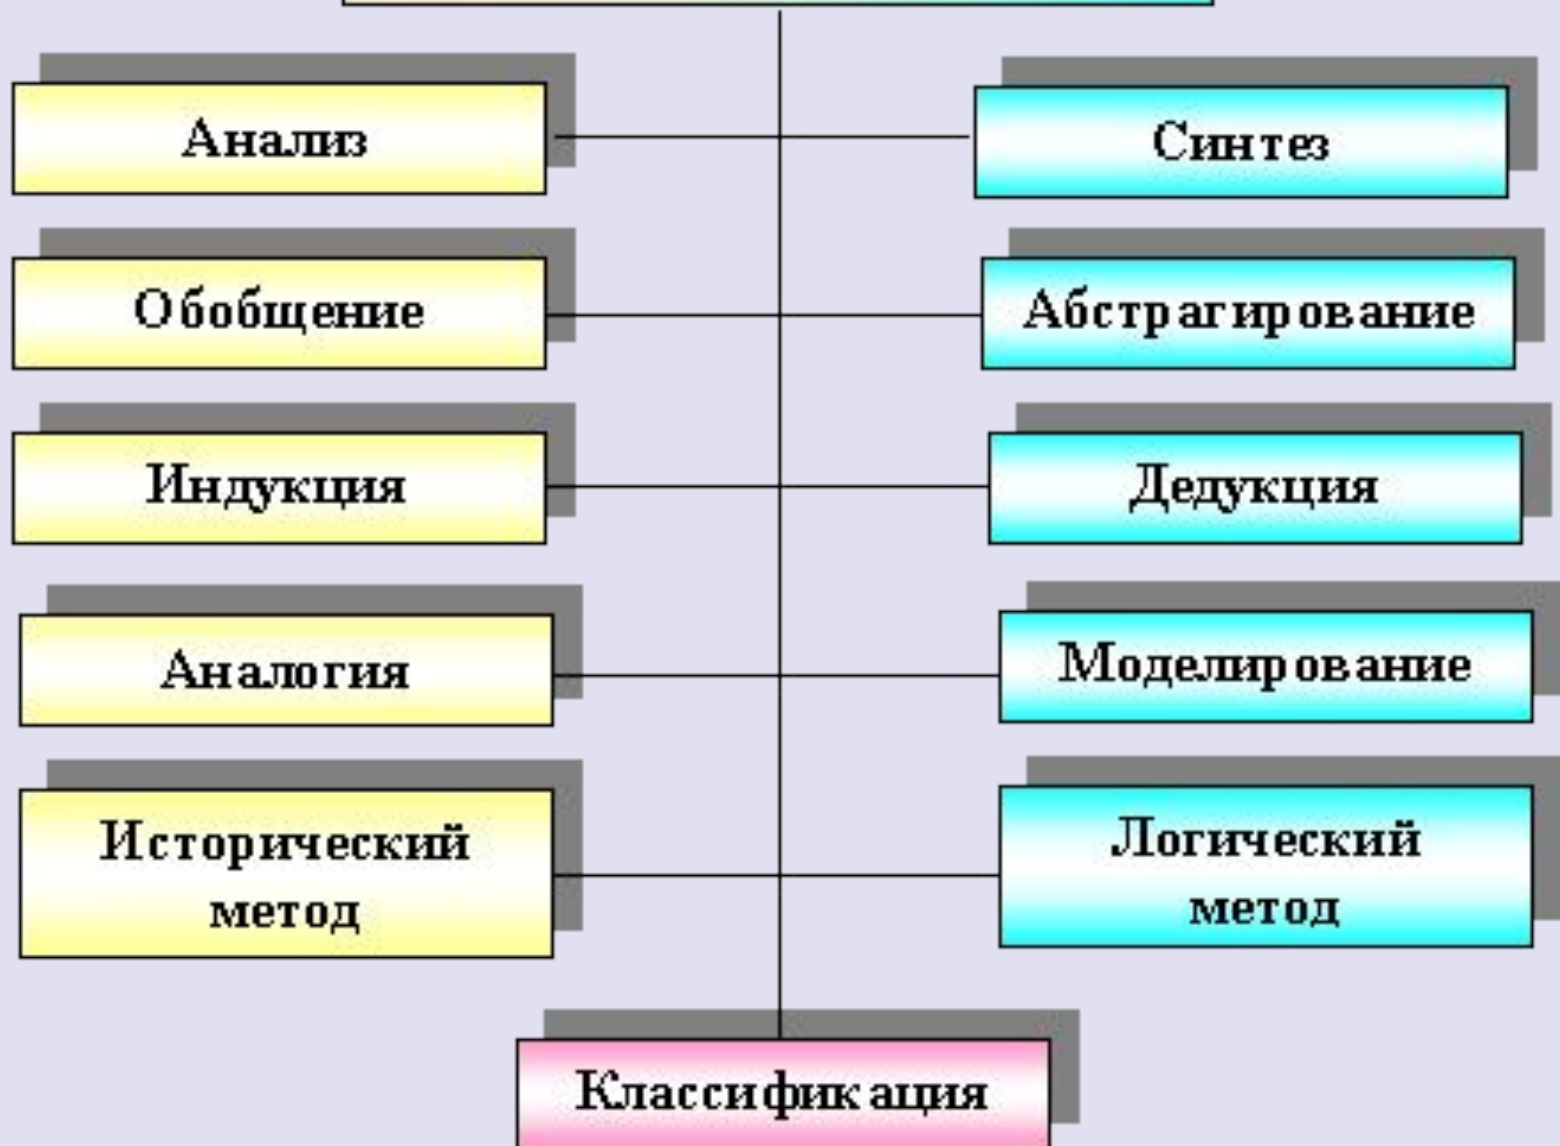 Анализ
Синтез
Обобщение
Абстрагирование
Индукция
Дедукция
Аналогия
Моделирование
Исторический
метод
Логический
метод
Классификация